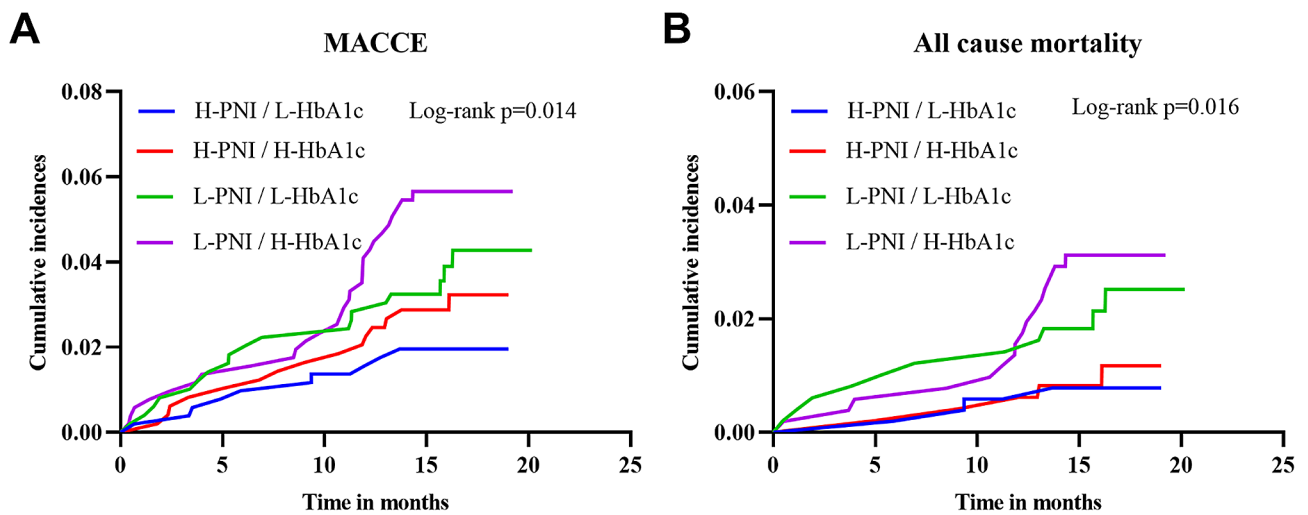 A
MACCE
0.08
0.06
0.04
0.02
0.00
Cumulative incidences
H-PNI / L-HbA1c
H-PNI / H-HbA1c
L-PNI / L-HbA1c
L-PNI / H-HbA1c
Log-rank p=0.014
0 5 10 15 20 25
Time in months
B
All cause mortality
0.06
0.04
0.02
0.00
Cumulative incidences
H-PNI / L-HbA1c
H-PNI / H-HbA1c
L-PNI / L-HbA1c
L-PNI / H-HbA1c
Log-rank p=0.016
0 5 10 15 20 25
Time in months